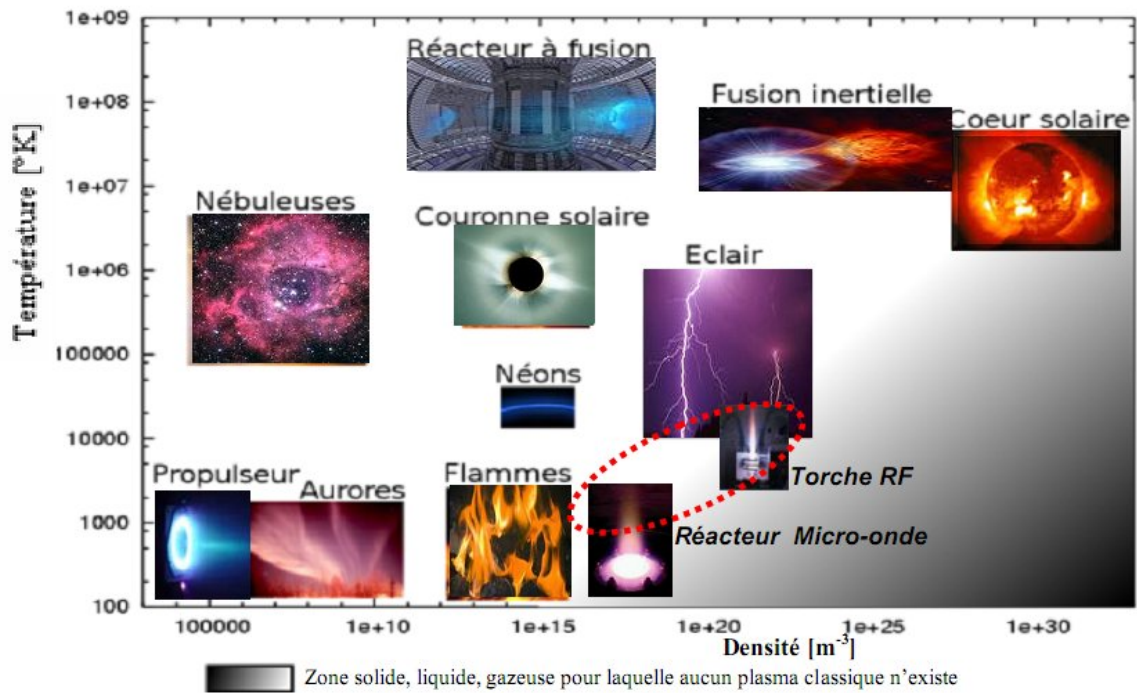 1e+09
Réacteur à fusion
1e+08
Fusion inertielle
Coeur solaire
Température [°K]
1e+07
Nébuleuses
Couronne solaire
1e+06
Eclair
100000
Néons
10000
Propulseur
Aurores
Flammes
Torche RF
1000
Réacteur Micro-onde
100
100000
1e+10
1e+15
1e+20
1e+25
1e+30
Densité [m-3]
Zone solide, liquide, gazeuse pour laquelle aucun plasma classique n'existe